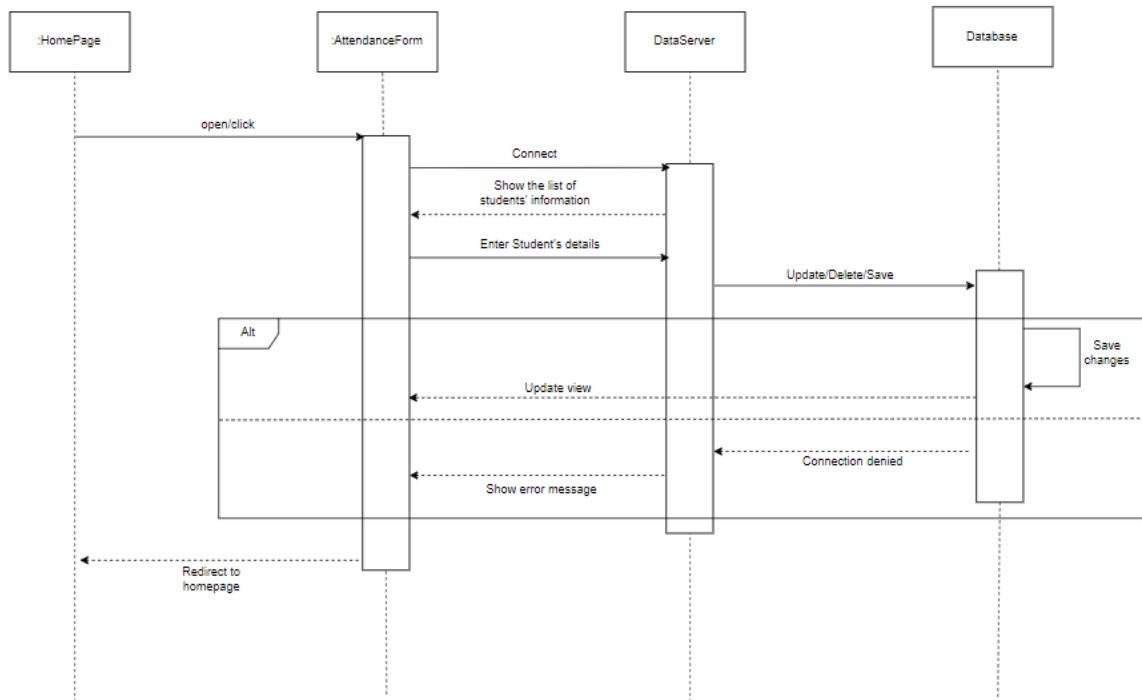 :HomePage
:AttendanceForm
DataServer
Database
open/click
Connect
Show the list of
students' information
Enter Student's details
Update/Delete/Save
Alt
Save
changes
Update view
Connection denied
Show error message
Redirect to
homepage